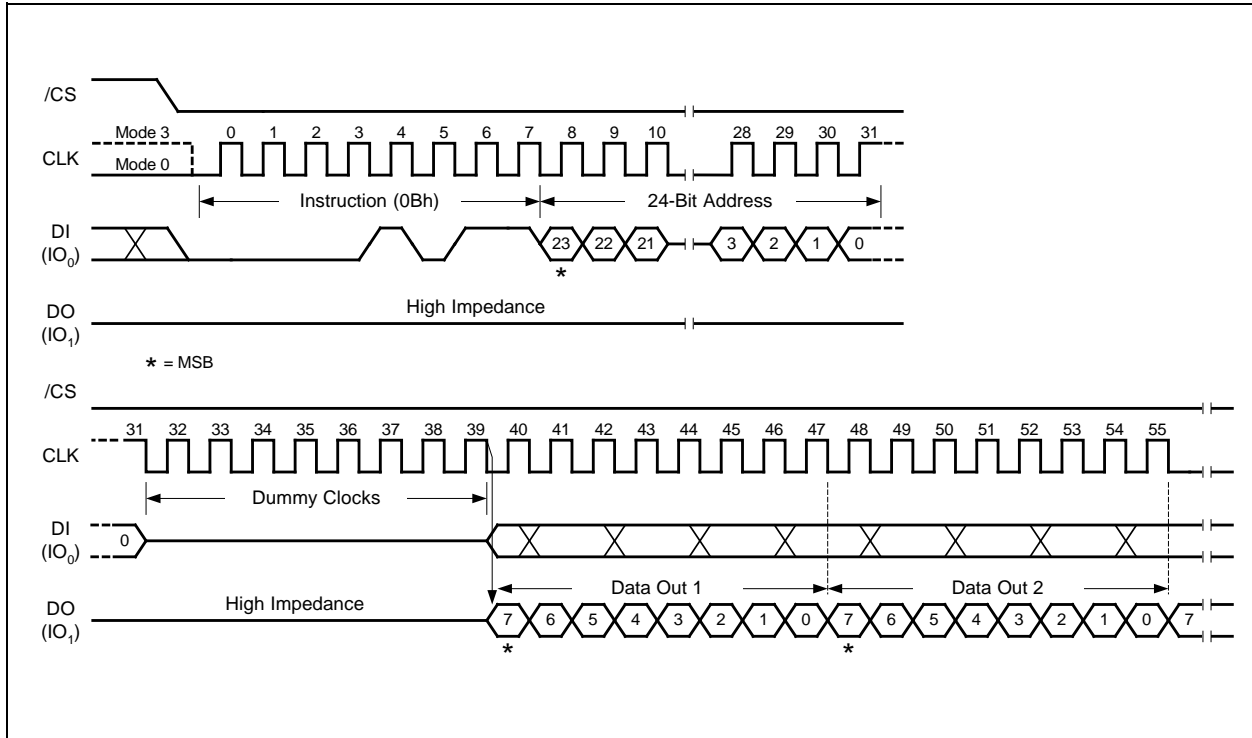 /CS
Mode 3 0 1 2 3 4 5 6 7 8 9 10 28 29 30 31
CLK
Mode 0
Instruction (0Bh) 24-Bit Address
DI
(IO0)
23 22 21 3 2 1 0
*
High Impedance
DO
(IO1)
* = MSB
/CS
31 32 33 34 35 36 37 38 39 40 41 42 43 44 45 46 47 48 49 50 51 52 53 54 55
CLK
Dummy Clocks
DI
(IO0)
0
Data Out 1 Data Out 2
High Impedance
DO
(IO1)
7 6 5 4 3 2 1 0 7 6 5 4 3 2 1 0 7
* *